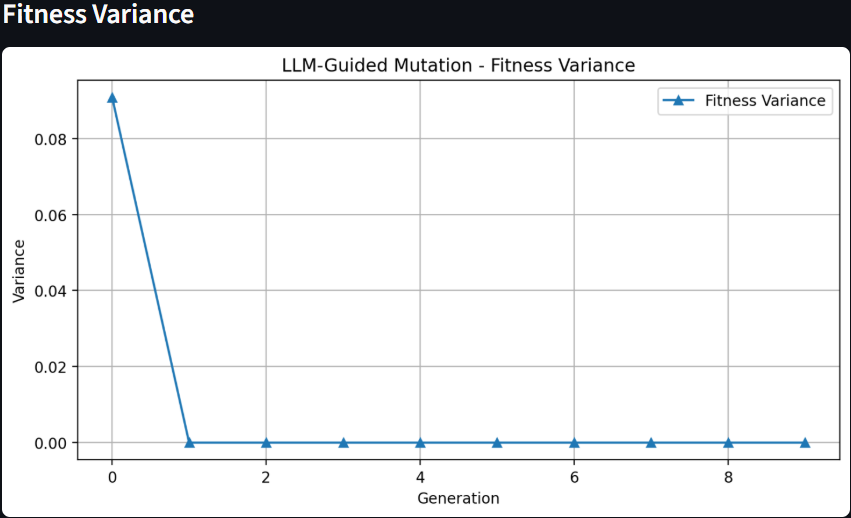 Fitness Variance
LLM-Guided Mutation - Fitness Variance
Fitness Variance
0.08
0.06
0.04
0.02
0.00
Variance
0 2 4 6 8
Generation